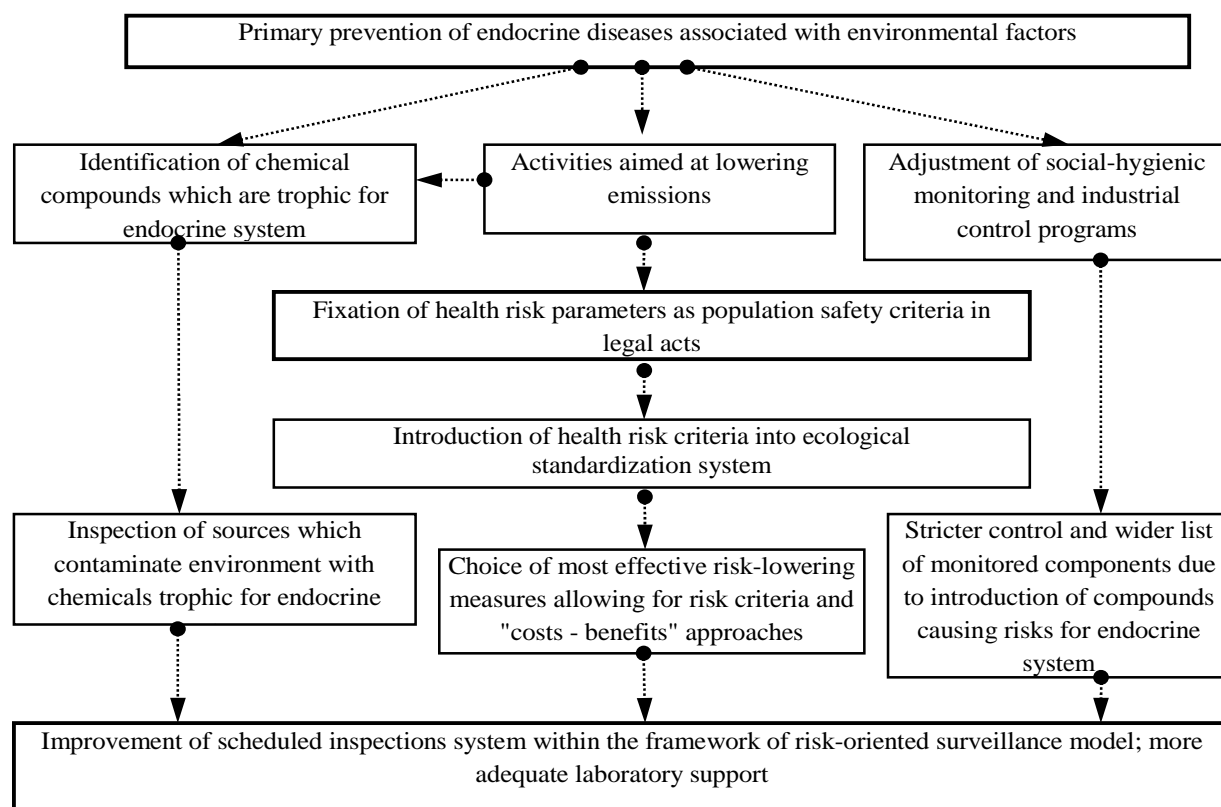 Primary prevention of endocrine diseases associated with environmental factors
Identification of chemical
compounds which are trophic for
endocrine system
Activities aimed at lowering
emissions
Adjustment of social-hygienic
monitoring and industrial
control programs
Fixation of health risk parameters as population safety criteria in
legal acts
Introduction of health risk criteria into ecological
standardization system
Inspection of sources which
contaminate environment with
chemicals trophic for endocrine
Choice of most effective risk-lowering
measures allowing for risk criteria and
"costs - benefits" approaches
Stricter control and wider list
of monitored components due
to introduction of compounds
causing risks for endocrine
system
Improvement of scheduled inspections system within the framework of risk-oriented surveillance model; more
adequate laboratory support